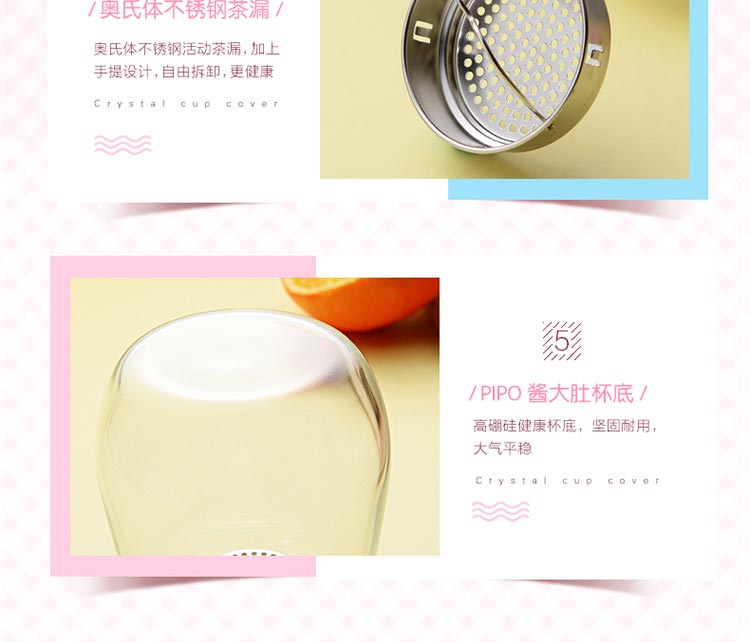 / 奥氏体不锈钢茶漏 /
奥氏体不锈钢活动茶漏，加上
手提设计，自由拆卸，更健康
Crystal cup cover
5
/ PIPO 酱大肚杯底 /
高硼硅健康杯底，坚固耐用，
大气平稳
Crystal cup cover